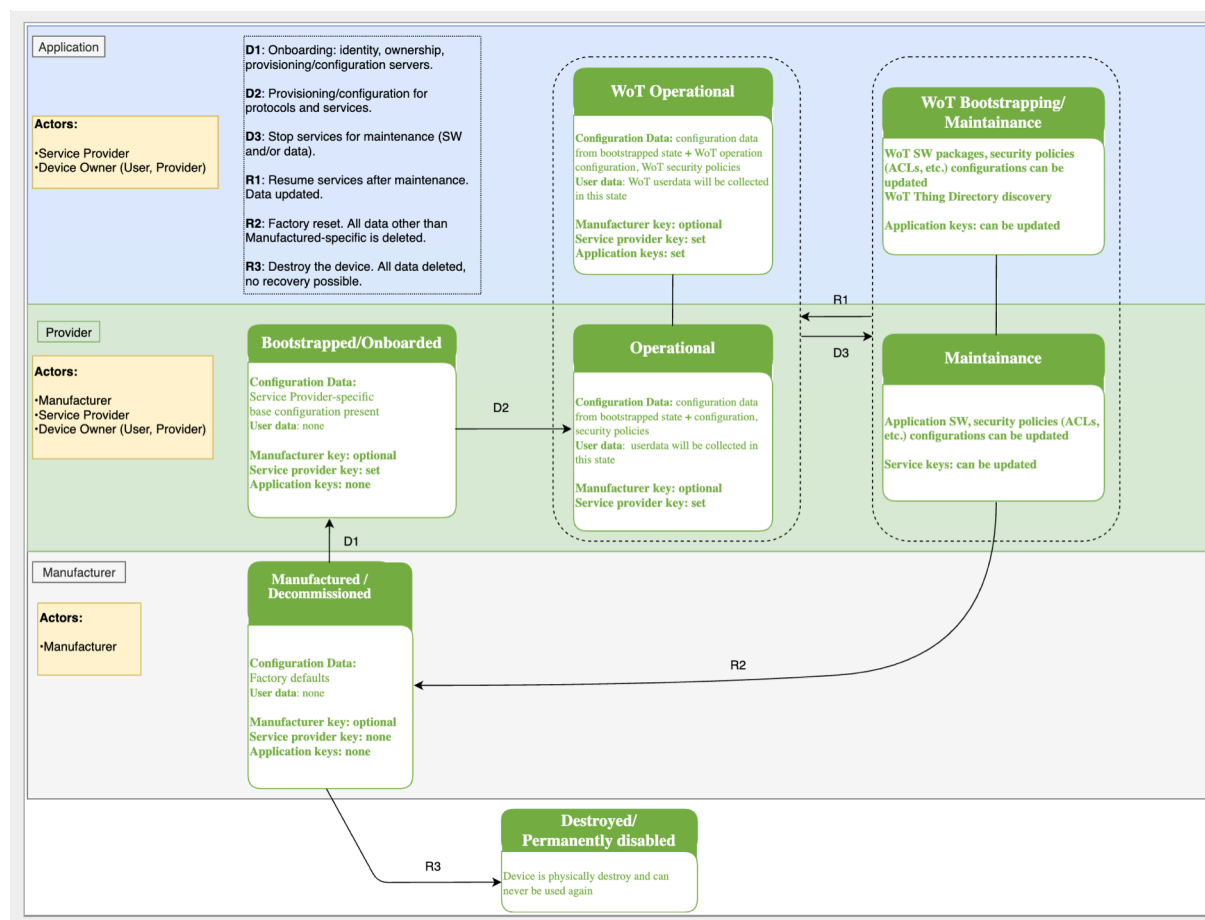 Application
Actors:
•Service Provider
•Device Owner (User, Provider)
D1: Onboarding: identity, ownership,
provisioning/configuration servers.
D2: Provisioning/configuration for
protocols and services.
D3: Stop services for maintenance (SW
and/or data).
R1: Resume services after maintenance.
Data updated.
R2: Factory reset. All data other than
Manufactured-specific is deleted.
R3: Destroy the device. All data deleted,
no recovery possible.
WoT Operational
Configuration Data: configuration data
from bootstrapped state + WoT operation
configuration, WoT security policies
User data: WoT userdata will be collected
in this state
Manufacturer key: optional
Service provider key: set
Application keys: set
WoT Bootstrapping/
Maintainance
WoT SW packages, security policies
(ACLs, etc.) configurations can be
updated
WoT Thing Directory discovery
Application keys: can be updated
R1
D3
Provider
Actors:
•Manufacturer
•Service Provider
•Device Owner (User, Provider)
Bootstrapped/Onboarded
Configuration Data:
Service Provider-specific
base configuration present
User data: none
Manufacturer key: optional
Service provider key: set
Application keys: none
D2
Operational
Configuration Data: configuration data
from bootstrapped state + configuration,
security policies
User data: userdata will be collected in
this state
Manufacturer key: optional
Service provider key: set
Maintainance
Application SW, security policies (ACLs,
etc.) configurations can be updated
Service keys: can be updated
D1
Manufacturer
Actors:
•Manufacturer
Manufactured /
Decommissioned
Configuration Data:
Factory defaults
User data: none
Manufacturer key: optional
Service provider key: none
Application keys: none
R2
R3
Destroyed/
Permanently disabled
Device is physically destroy and can
never be used again